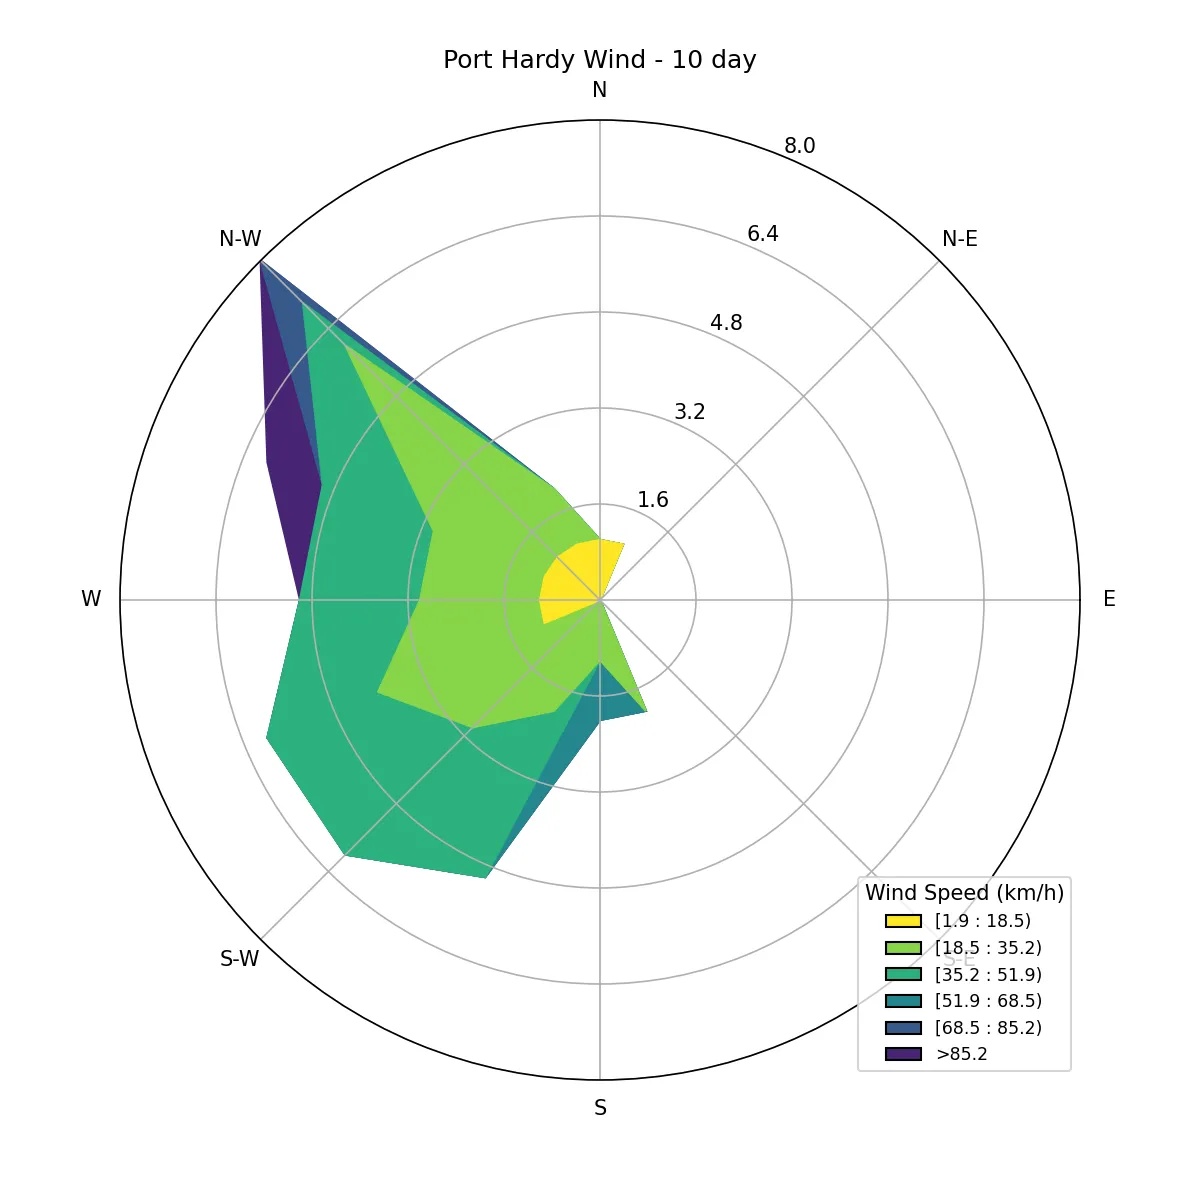 Port Hardy Wind - 10 day
N
8.0
N-W
6.4
N-E
4.8
3.2
1.6
W
E
Wind Speed (km/h)
[1.9 : 18.5)
[18.5 : 35.2)
S-W
S-E
[35.2 : 51.9)
[51.9 : 68.5)
[68.5 : 85.2)
>85.2
S